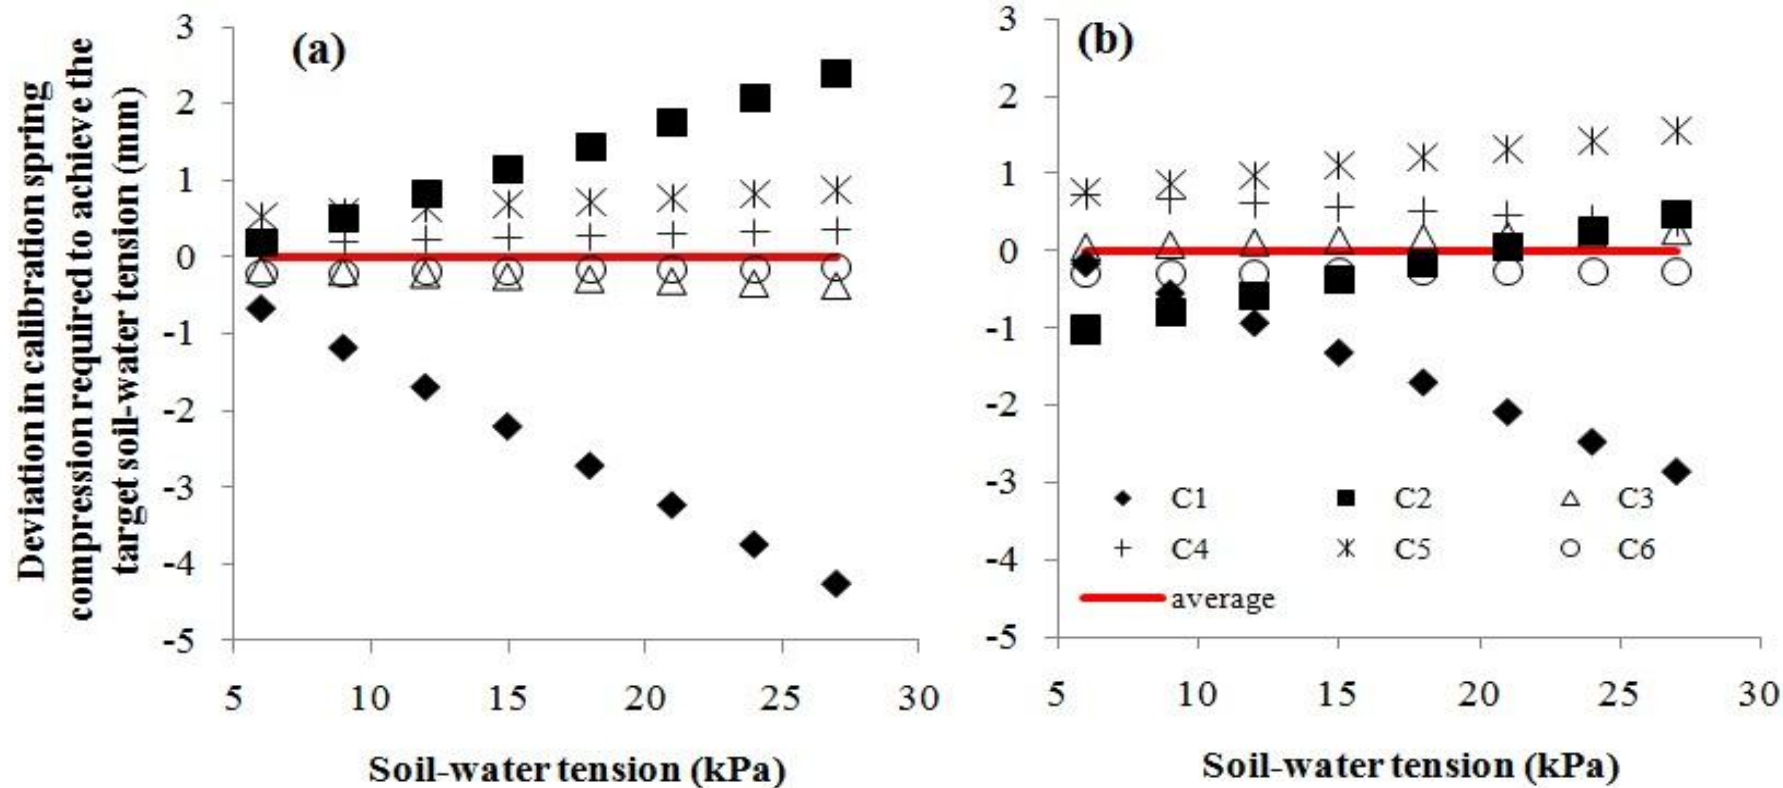 Deviation in calibration spring
compression required to achieve the
target soil-water tension (mm)
(a)
3
2
1
0
-1
-2
-3
-4
-5
5 10 15 20 25 30
Soil-water tension (kPa)
(b)
3
2
1
0
-1
-2
-3
-4
-5
C1 C2 C3
C4 C5 C6
average
5 10 15 20 25 30
Soil-water tension (kPa)